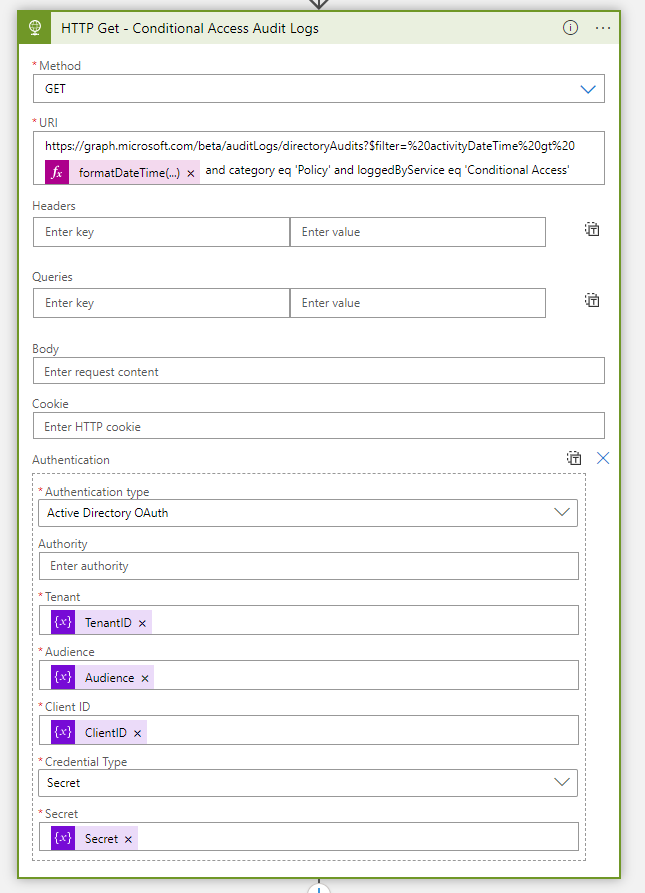 HTTP Get - Conditional Access Audit Logs
* Method
GET
* URI
https://graph.microsoft.com/beta/auditLogs/directoryAudits?$filter=%20activityDateTime%20gt%20
fx formatDateTime(...) × and category eq 'Policy' and loggedByService eq 'Conditional Access'
Headers
Enter key Enter value
Queries
Enter key Enter value
Body
Enter request content
Cookie
Enter HTTP cookie
Authentication
* Authentication type
Active Directory OAuth
Authority
Enter authority
* Tenant
{x} TenantID ×
* Audience
{x} Audience ×
* Client ID
{x} ClientID ×
* Credential Type
Secret
* Secret
{x} Secret ×